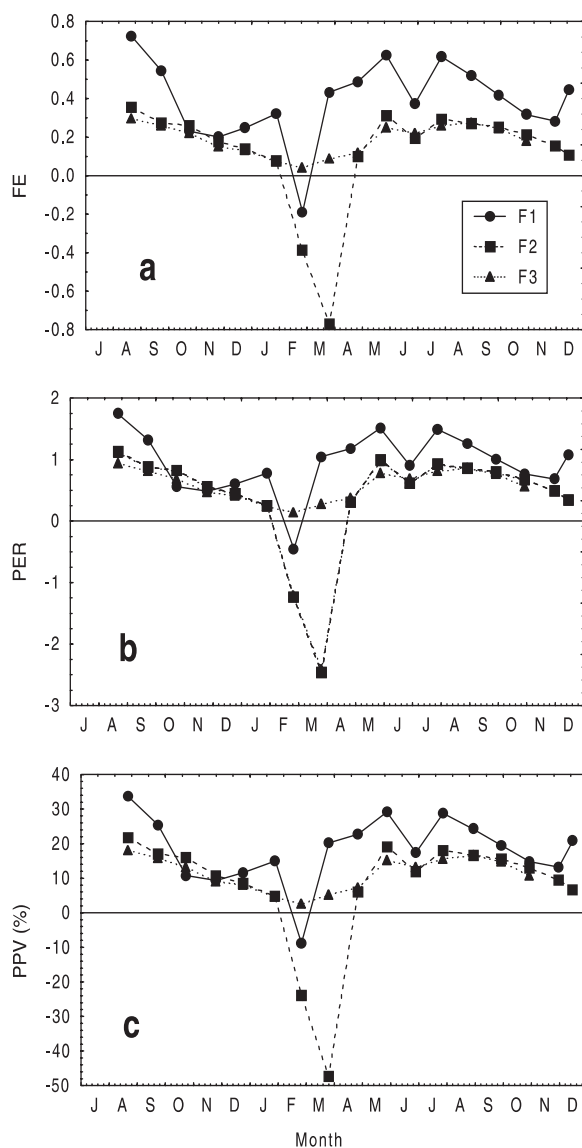 0.8
0.6
0.4
0.2
0.0
-0.2
-0.4
-0.6
-0.8
FE
a
F1
F2
F3
J A S O N D J F M A M J J A S O N D
2
1
0
-1
-2
-3
PER
b
J A S O N D J F M A M J J A S O N D
40
30
20
10
0
-10
-20
-30
-40
-50
PPV (%)
c
J A S O N D J F M A M J J A S O N D
Month